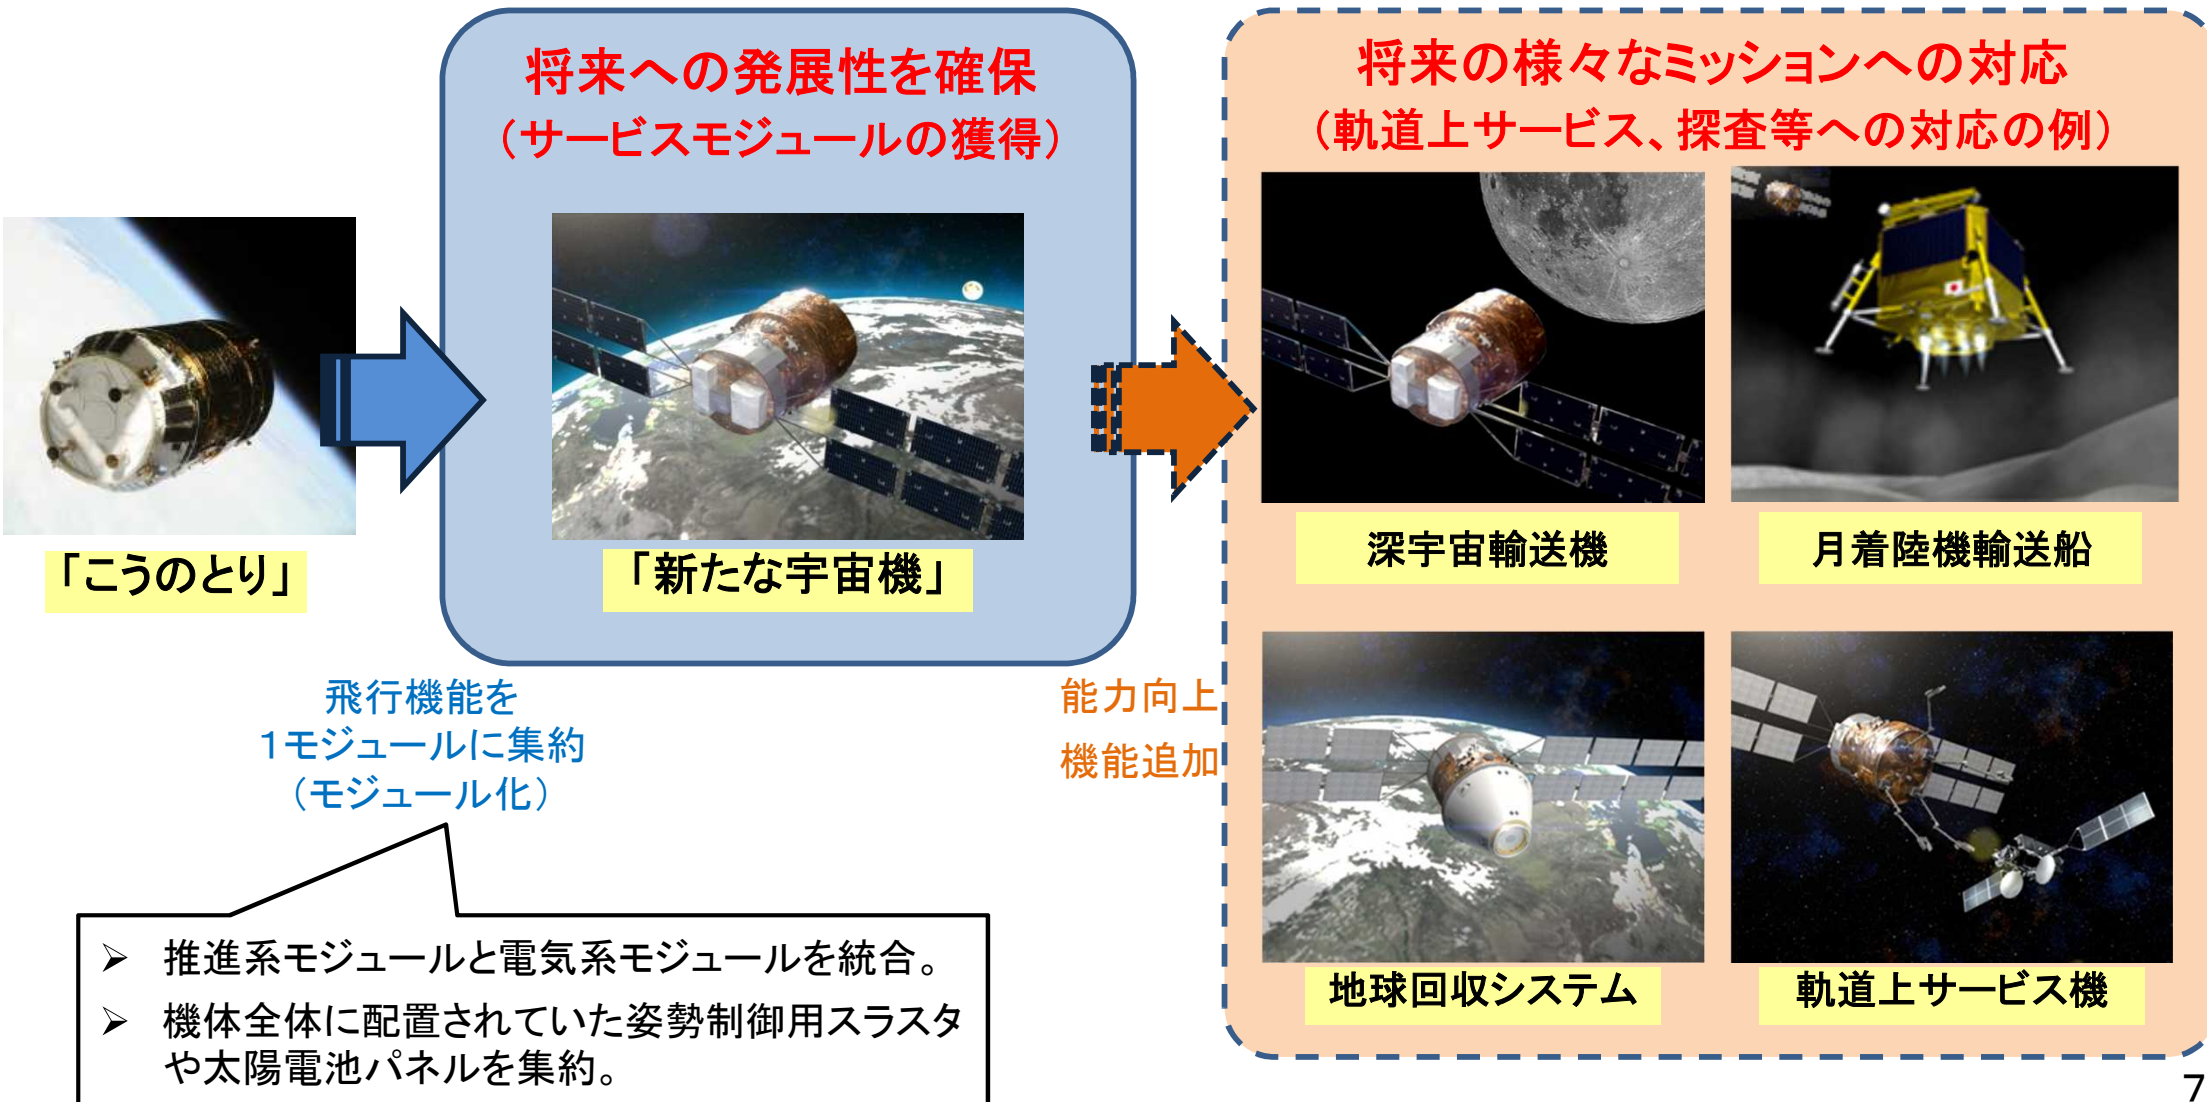 将来への発展性を確保
（サービスモジュールの獲得）
「こうのとり」
「新たな宇宙機」
飛行機能を
１モジュールに集約
（モジュール化）
➢ 推進系モジュールと電気系モジュールを統合。
➢ 機体全体に配置されていた姿勢制御用スラスタ
や太陽電池パネルを集約。
能力向上
機能追加
将来の様々なミッションへの対応
（軌道上サービス、探査等への対応の例）
深宇宙輸送機
月着陸機輸送船
地球回収システム
軌道上サービス機
7